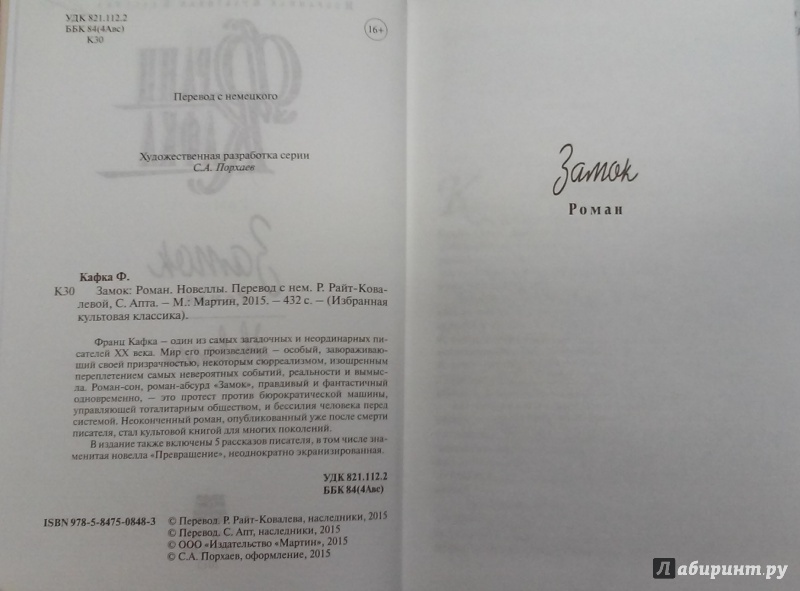 УДК 821.112.2
ББК 84(4Авс)
К30
16+
Перевод с немецкого
Художественная разработка серии
С.А. Порхаев
Кафка Ф.
К30 Замок: Роман. Новеллы. Перевод с нем. Р. Райт-Кова-
левой, С. Апта. – М.: Мартин, 2015. – 432 с. – (Избранная
культовая классика).
Франц Кафка – один из самых загадочных и неординарных пи-
сателей XX века. Мир его произведений – особый, завораживаю-
щий своей призрачностью, некоторым сюрреализмом, изощренным
переплетением самых невероятных событий, реальности и вымыс-
ла. Роман-сон, роман-абсурд «Замок», правдивый и фантастичный
одновременно, – это протест против бюрократической машины,
управляющей тоталитарным обществом, и бессилия человека перед
системой. Неоконченный роман, опубликованный уже после смерти
писателя, стал культовой книгой для многих поколений.
В издание также включены 5 рассказов писателя, в том числе зна-
менитая новелла «Превращение», неоднократно экранизированная.
УДК 821.112.2
ББК 84(4Авс)
ISBN 978-5-8475-0848-3
© Перевод. Р. Райт-Ковалева, наследники, 2015
© Перевод. С. Апт, наследники, 2015
© ООО «Издательство «Мартин», 2015
© С.А. Порхаев, оформление, 2015
Замок
Роман
Лабиринт.ру